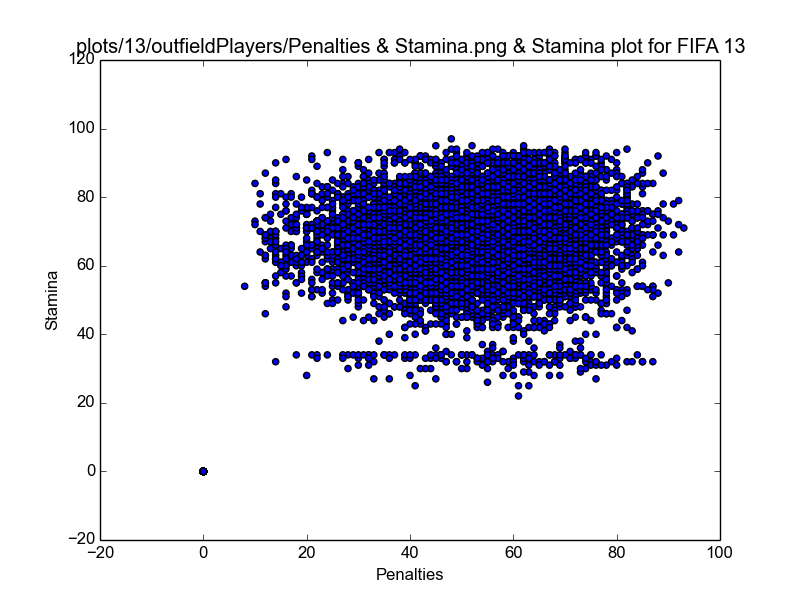 plots/13/outfieldPlayers/Penalties & Stamina.png & Stamina plot for FIFA 13
120
100
80
60
40
20
0
−20
Stamina
−20 0 20 40 60 80 100
Penalties